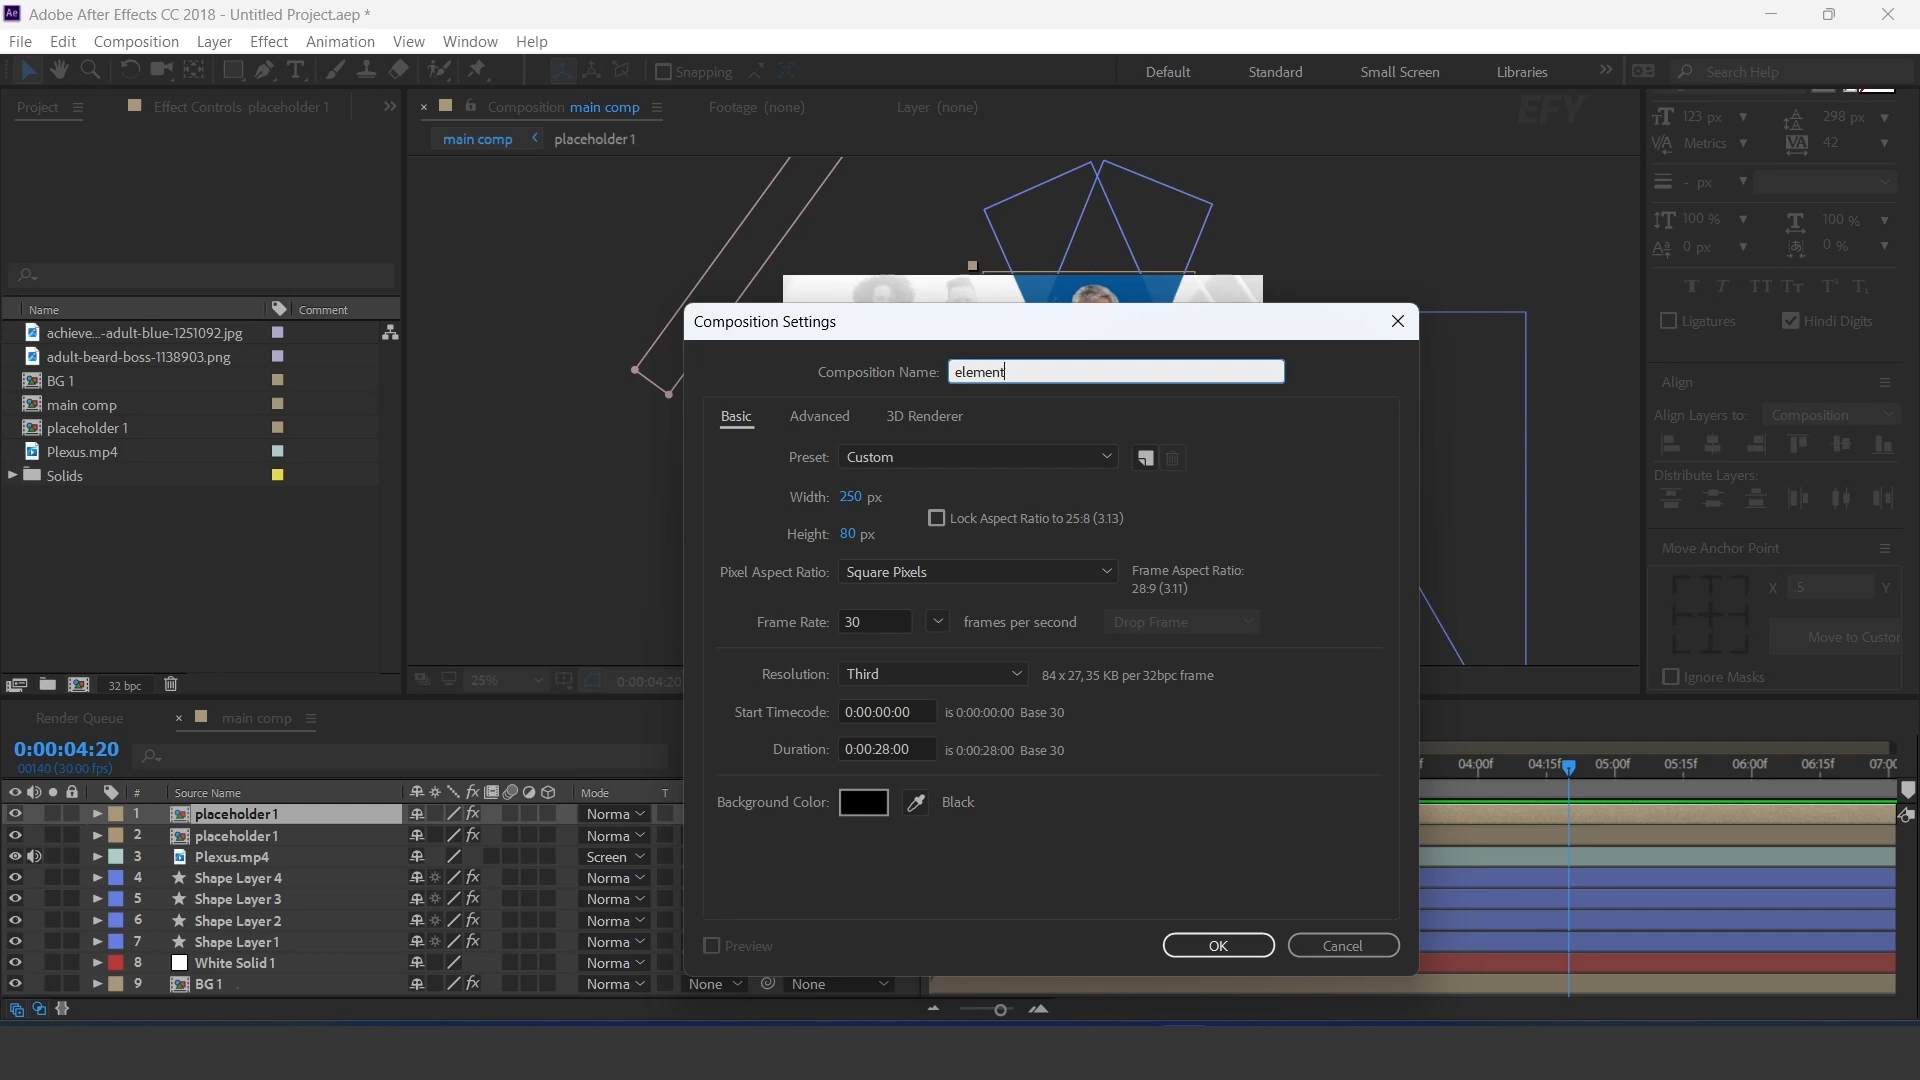 Ae Adobe After Effects CC 2018 - Untitled Project.aep *
File Edit Composition Layer Effect Animation View Window Help
Snapping Default Standard Small Screen Libraries Search Help
Project Effect Controls placeholder 1 Composition main comp Footage (none) Layer (none) EFY
main comp placeholder 1
123 px 298 px
Metrics 42
- px
100 % 100 %
0 px 0 %
Ligatures Hindi Digits
Align
Align Layers to: Composition
Distribute Layers:
Move Anchor Point
X .5 Y
Move to Custor
Ignore Masks
Name Comment
achieve...-adult-blue-1251092.jpg
adult-beard-boss-1138903.png
BG 1
main comp
placeholder 1
Plexus.mp4
Solids
32 bpc
25% 0:00:04:20
Composition Settings
Composition Name: element
Basic Advanced 3D Renderer
Preset: Custom
Width: 250 px
Lock Aspect Ratio to 25:8 (3.13)
Height: 80 px
Pixel Aspect Ratio: Square Pixels Frame Aspect Ratio:
28:9 (3.11)
Frame Rate: 30 frames per second Drop Frame
Resolution: Third 84 x 27, 35 KB per 32bpc frame
Start Timecode: 0:00:00:00 is 0:00:00:00 Base 30
Duration: 0:00:28:00 is 0:00:28:00 Base 30
Background Color: Black
Preview OK Cancel
Render Queue main comp
0:00:04:20
00140 (30.00 fps)
f 04:00f 04:15f 05:00f 05:15f 06:00f 06:15f 07:00
# Source Name Mode T
1 placeholder 1 Norma
2 placeholder 1 Norma
3 Plexus.mp4 Screen
4 Shape Layer 4 Norma
5 Shape Layer 3 Norma
6 Shape Layer 2 Norma
7 Shape Layer 1 Norma
8 White Solid 1 Norma
9 BG 1 Norma None None